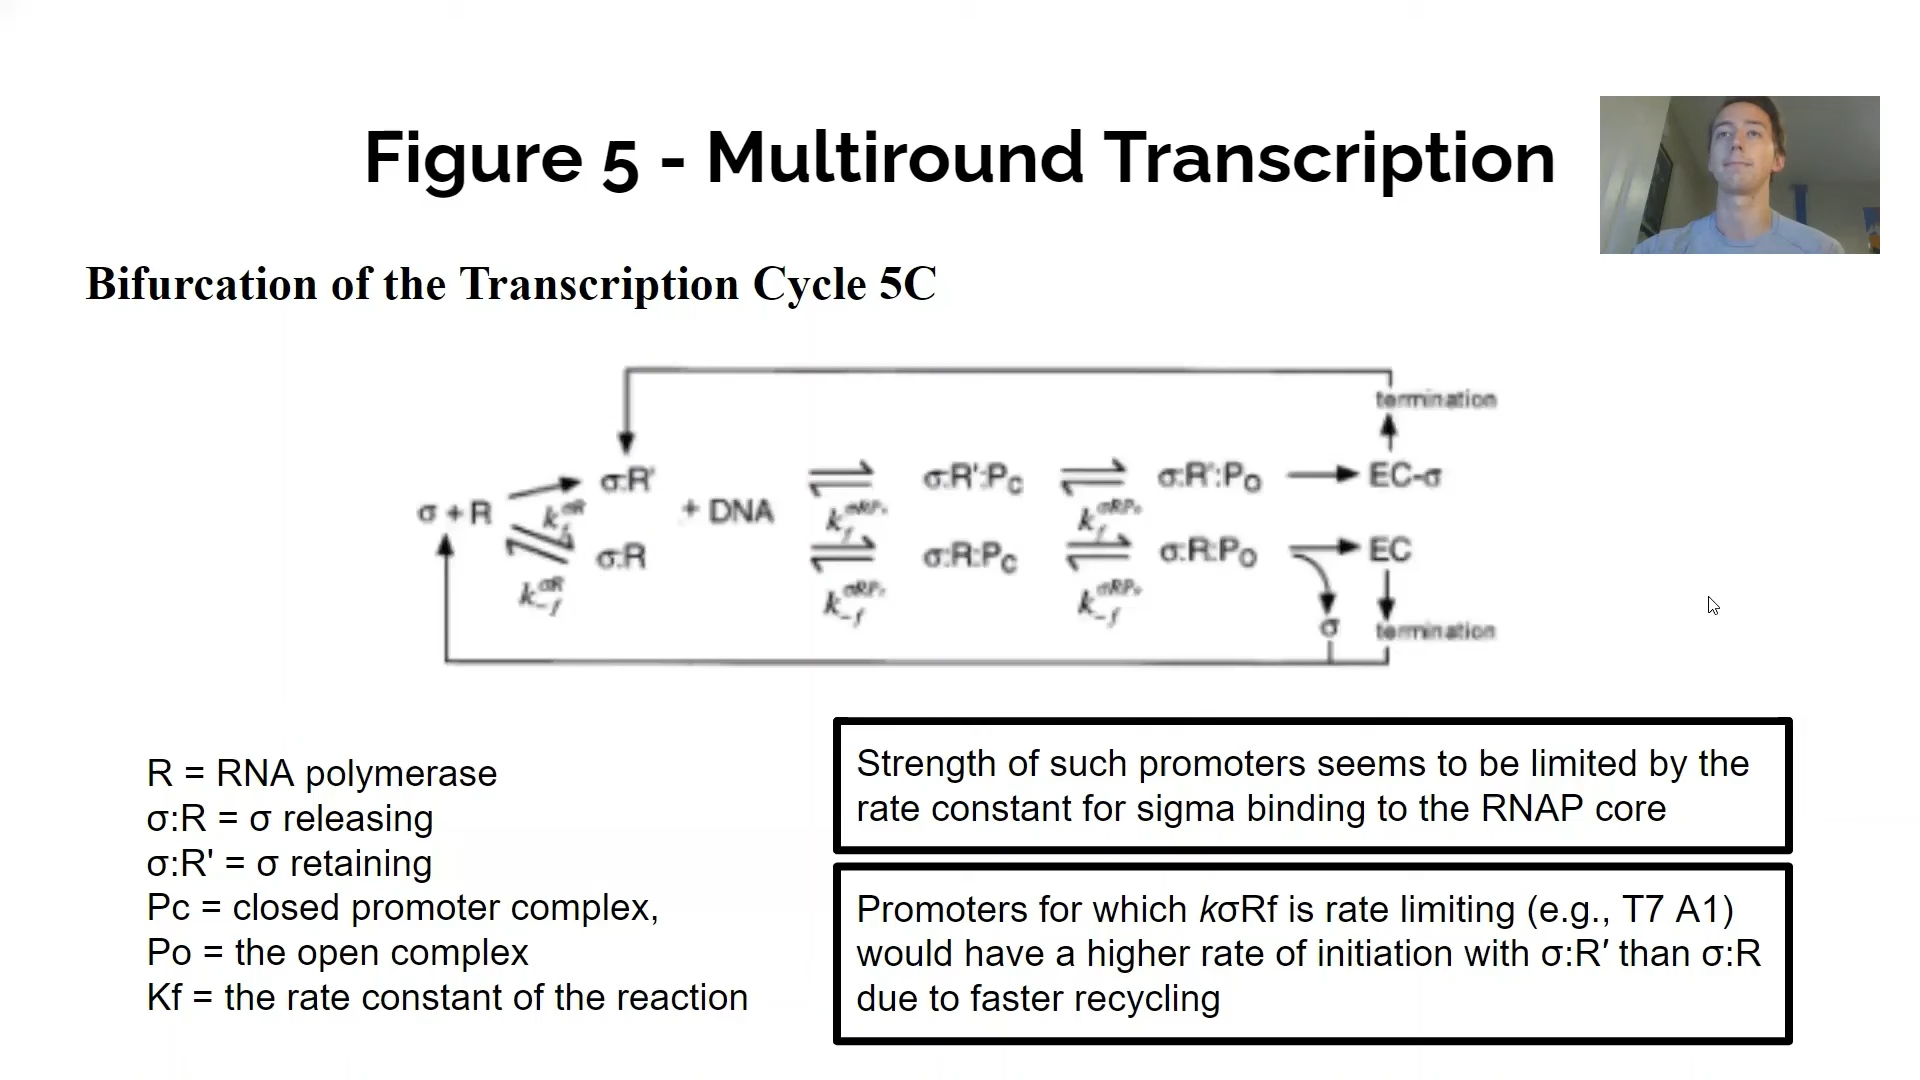 Figure 5 - Multiround Transcription
Bifurcation of the Transcription Cycle 5C
termination
σ:R' σ:R':Pc σ:R':Po EC-σ
σ + R + DNA
σ:R σ:R:Pc σ:R:Po EC
σ termination
R = RNA polymerase
σ:R = σ releasing
σ:R' = σ retaining
Pc = closed promoter complex,
Po = the open complex
Kf = the rate constant of the reaction
Strength of such promoters seems to be limited by the
rate constant for sigma binding to the RNAP core
Promoters for which kσRf is rate limiting (e.g., T7 A1)
would have a higher rate of initiation with σ:R′ than σ:R
due to faster recycling